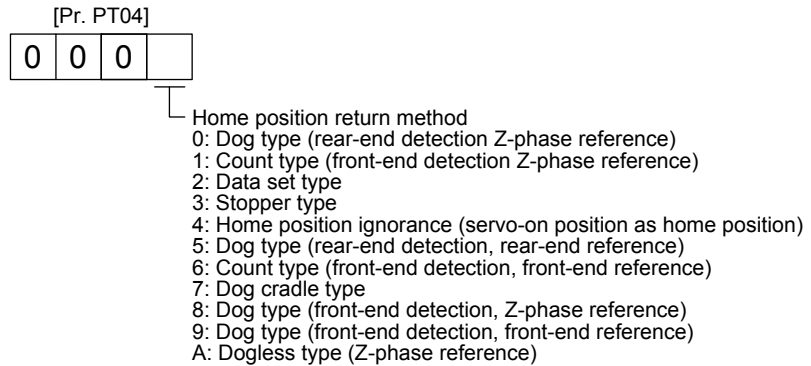 [Pr. PT04]
0 0 0
Home position return method
0: Dog type (rear-end detection Z-phase reference)
1: Count type (front-end detection Z-phase reference)
2: Data set type
3: Stopper type
4: Home position ignorance (servo-on position as home position)
5: Dog type (rear-end detection, rear-end reference)
6: Count type (front-end detection, front-end reference)
7: Dog cradle type
8: Dog type (front-end detection, Z-phase reference)
9: Dog type (front-end detection, front-end reference)
A: Dogless type (Z-phase reference)